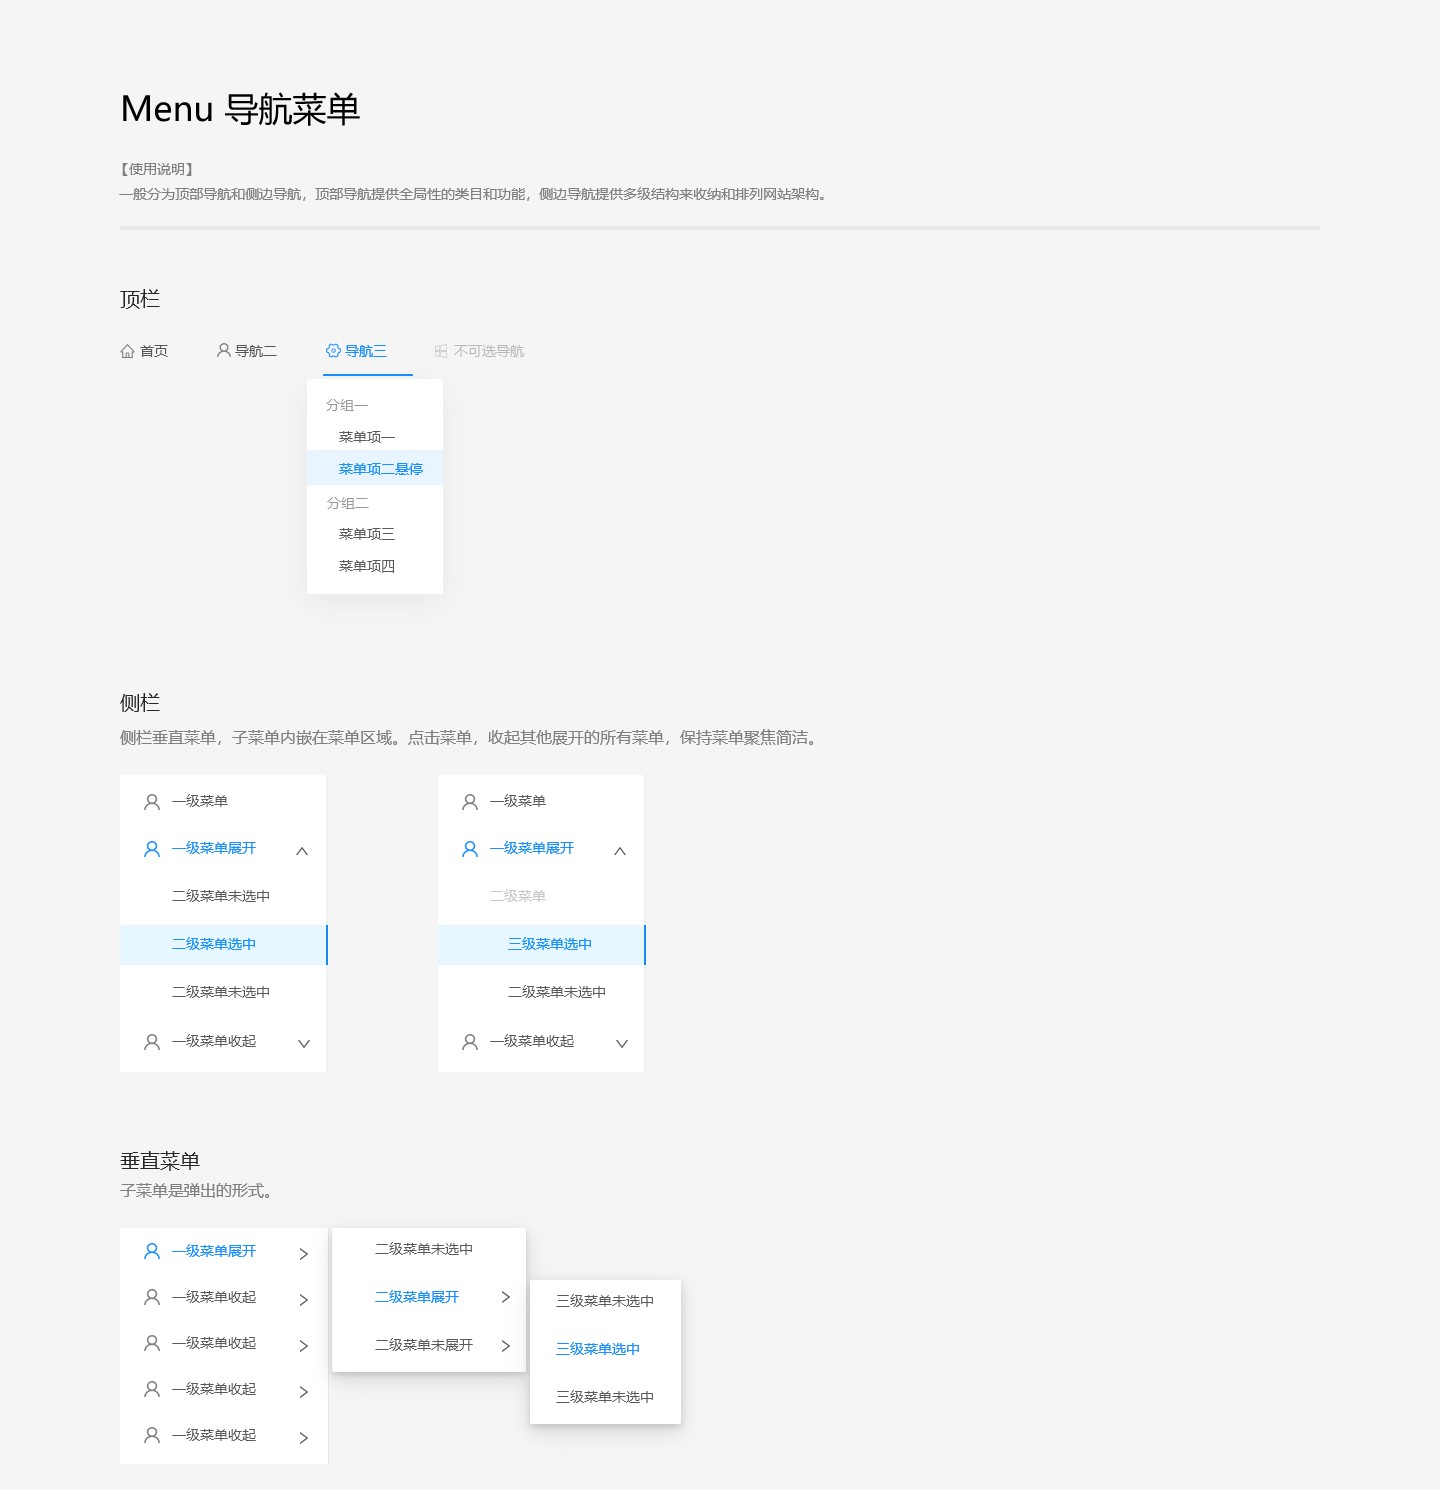 Menu 导航菜单
【使用说明】
一般分为顶部导航和侧边导航，顶部导航提供全局性的类目和功能，侧边导航提供多级结构来收纳和排列网站架构。
顶栏
首页 导航二 导航三 不可选导航
分组一
菜单项一
菜单项二悬停
分组二
菜单项三
菜单项四
侧栏
侧栏垂直菜单，子菜单内嵌在菜单区域。点击菜单，收起其他展开的所有菜单，保持菜单聚焦简洁。
一级菜单
一级菜单展开
二级菜单未选中
二级菜单选中
二级菜单未选中
一级菜单收起
一级菜单
一级菜单展开
二级菜单
三级菜单选中
二级菜单未选中
一级菜单收起
垂直菜单
子菜单是弹出的形式。
一级菜单展开
一级菜单收起
一级菜单收起
一级菜单收起
一级菜单收起
二级菜单未选中
二级菜单展开
二级菜单未展开
三级菜单未选中
三级菜单选中
三级菜单未选中